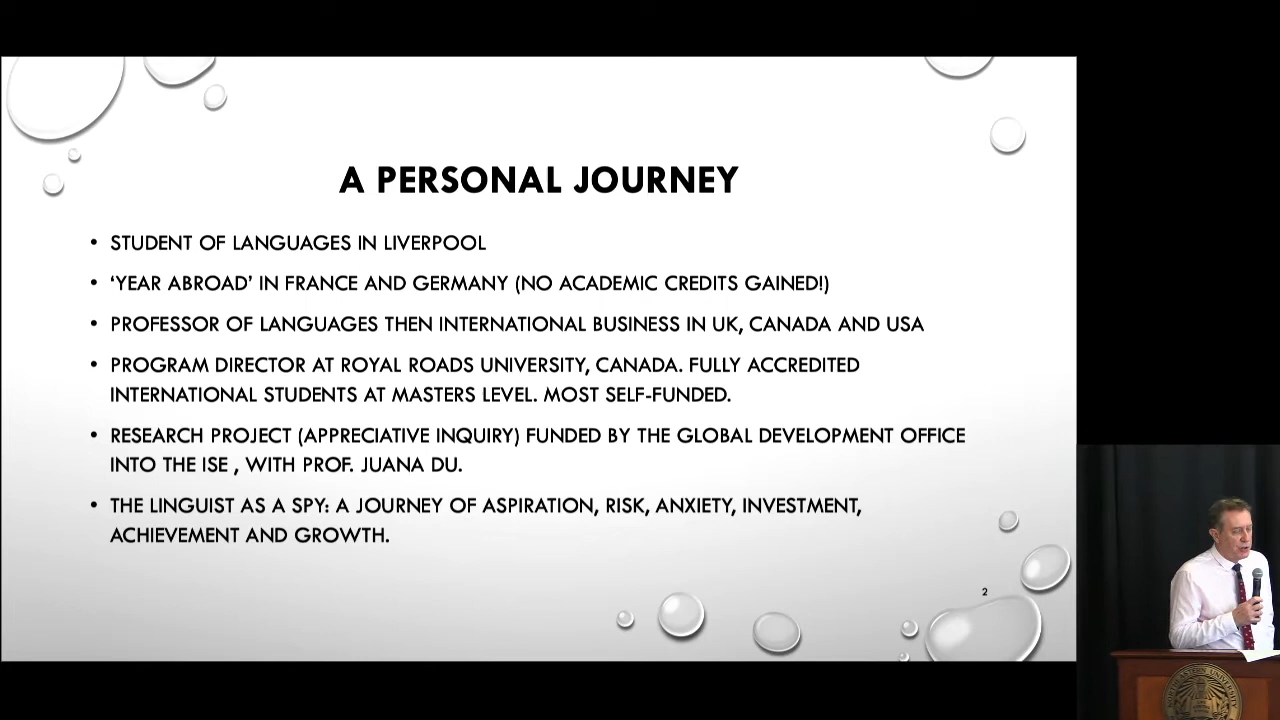 A PERSONAL JOURNEY
• STUDENT OF LANGUAGES IN LIVERPOOL
• ‘YEAR ABROAD’ IN FRANCE AND GERMANY (NO ACADEMIC CREDITS GAINED!)
• PROFESSOR OF LANGUAGES THEN INTERNATIONAL BUSINESS IN UK, CANADA AND USA
• PROGRAM DIRECTOR AT ROYAL ROADS UNIVERSITY, CANADA. FULLY ACCREDITED
INTERNATIONAL STUDENTS AT MASTERS LEVEL. MOST SELF-FUNDED.
• RESEARCH PROJECT (APPRECIATIVE INQUIRY) FUNDED BY THE GLOBAL DEVELOPMENT OFFICE
INTO THE ISE , WITH PROF. JUANA DU.
• THE LINGUIST AS A SPY: A JOURNEY OF ASPIRATION, RISK, ANXIETY, INVESTMENT,
ACHIEVEMENT AND GROWTH.
2
NORTHEASTERN UNIVERSITY